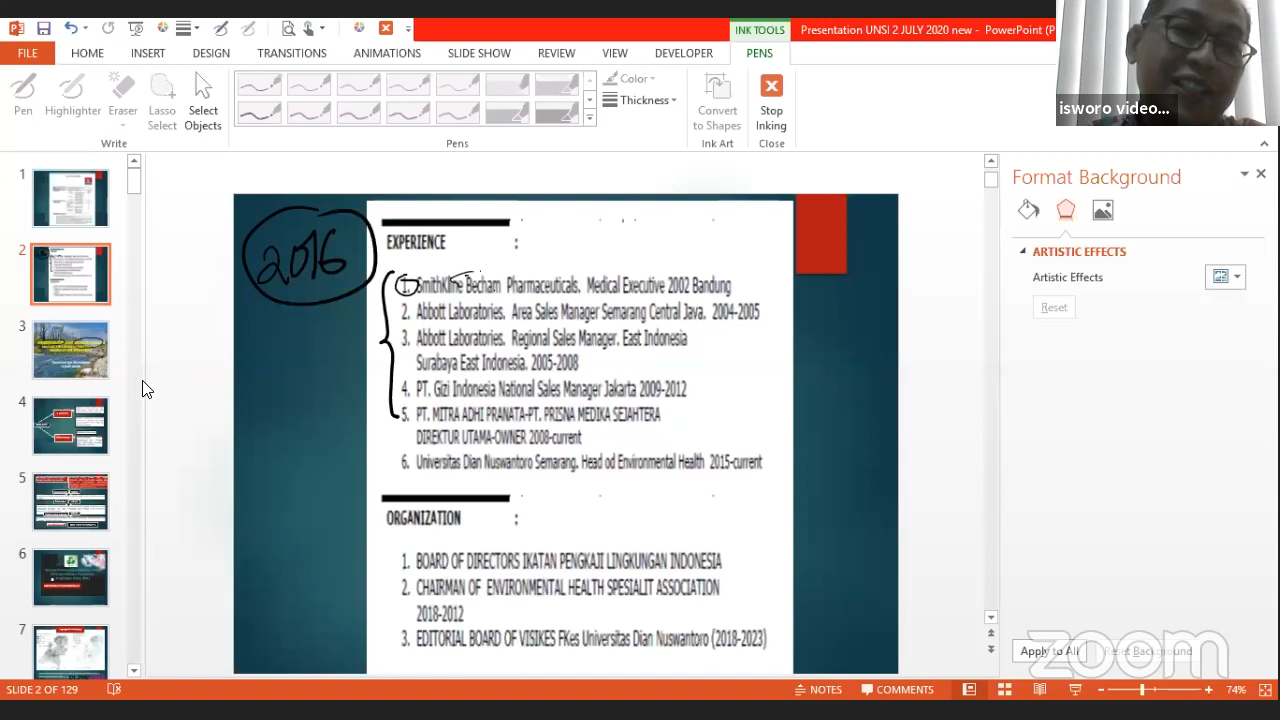 INK TOOLS
Presentation UNSI 2 JULY 2020 new - PowerPoint (P
FILE
HOME
INSERT
DESIGN
TRANSITIONS
ANIMATIONS
SLIDE SHOW
REVIEW
VIEW
DEVELOPER
PENS
isworo video...
Pen
Highlighter
Eraser
Lasso Select
Select Objects
Color
Thickness
Convert to Shapes
Stop Inking
Write
Pens
Ink Art
Close
1
2
3
4
5
6
7
2016
EXPERIENCE :
1. SmithKline Becham Pharmaceuticals. Medical Executive 2002 Bandung
2. Abbott Laboratories. Area Sales Manager Semarang Central Java. 2004-2005
3. Abbott Laboratories. Regional Sales Manager. East Indonesia
Surabaya East Indonesia. 2005-2008
4. PT. Gizi Indonesia National Sales Manager Jakarta 2009-2012
5. PT. MITRA ADHI PRANATA-PT. PRISNA MEDIKA SEJAHTERA
DIREKTUR UTAMA-OWNER 2008-current
6. Universitas Dian Nuswantoro Semarang. Head od Environmental Health 2015-current
ORGANIZATION :
1. BOARD OF DIRECTORS IKATAN PENGKAJI LINGKUNGAN INDONESIA
2. CHAIRMAN OF ENVIRONMENTAL HEALTH SPESIALIT ASSOCIATION
2018-2012
3. EDITORIAL BOARD OF VISIKES FKes Universitas Dian Nuswantoro (2018-2023)
Format Background
ARTISTIC EFFECTS
Artistic Effects
Reset
Apply to All
Reset Background
zoom
SLIDE 2 OF 129
NOTES
COMMENTS
74%